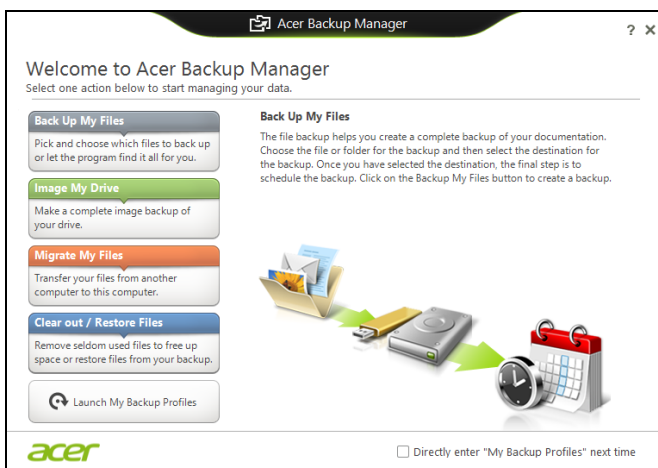 Acer Backup Manager
? X
Welcome to Acer Backup Manager
Select one action below to start managing your data.
Back Up My Files
Pick and choose which files to back up
or let the program find it all for you.
Image My Drive
Make a complete image backup of
your drive.
Migrate My Files
Transfer your files from another
computer to this computer.
Clear out / Restore Files
Remove seldom used files to free up
space or restore files from your backup.
Launch My Backup Profiles
Back Up My Files
The file backup helps you create a complete backup of your documentation.
Choose the file or folder for the backup and then select the destination for
the backup. Once you have selected the destination, the final step is to
schedule the backup. Click on the Backup My Files button to create a backup.
acer
Directly enter "My Backup Profiles" next time